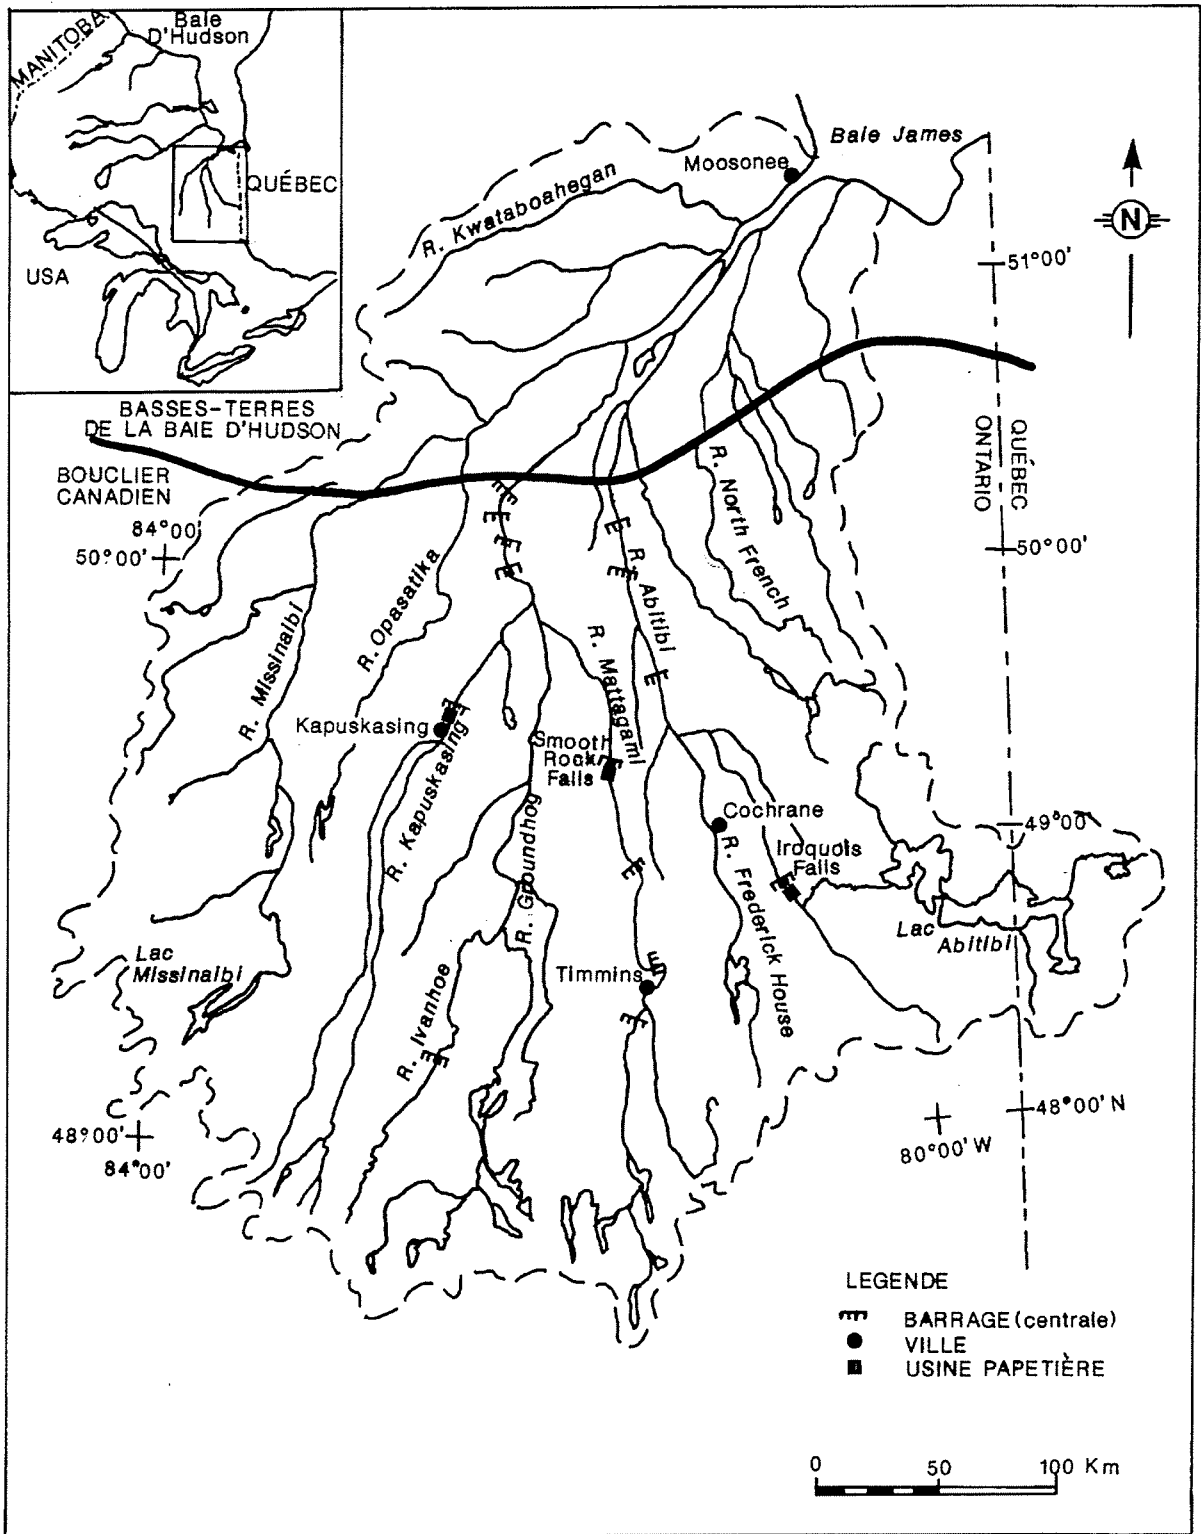 Baie
D'Hudson
MANITOBA
QUÉBEC
USA
Baie James
Moosonee
R. Kwataboahegan
51°00'
BASSES-TERRES
DE LA BAIE D'HUDSON
BOUCLIER
CANADIEN
QUÉBEC
ONTARIO
84°00'
50°00'
50°00'
R. North French
R. Abitibi
R. Opasatika
R. Missinaibi
R. Mattagami
Kapuskasing
R. Kapuskasing
Smooth
Rock
Falls
R. Groundhog
Cochrane
49°00'
Iroquois
Falls
R. Frederick House
Lac
Abitibi
Lac
Missinaibi
Timmins
R. Ivanhoe
48°00'
84°00'
48°00' N
80°00' W
LEGENDE
BARRAGE (centrale)
VILLE
USINE PAPETIÈRE
0 50 100 Km
N